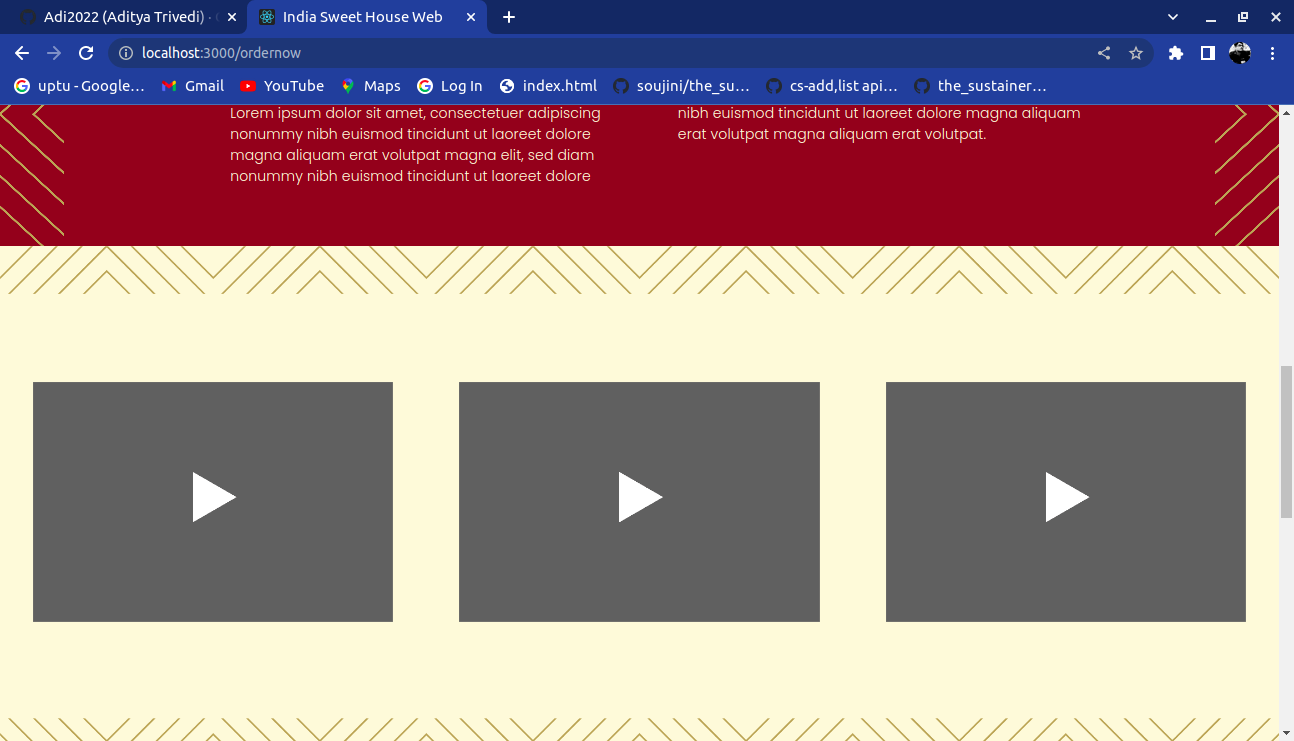 Adi2022 (Aditya Trivedi) ·
India Sweet House Web
localhost:3000/ordernow
uptu - Google...
Gmail
YouTube
Maps
Log In
index.html
soujini/the_su...
cs-add,list api...
the_sustainer...
Lorem ipsum dolor sit amet, consectetuer adipiscing
nonummy nibh euismod tincidunt ut laoreet dolore
magna aliquam erat volutpat magna elit, sed diam
nonummy nibh euismod tincidunt ut laoreet dolore
nibh euismod tincidunt ut laoreet dolore magna aliquam
erat volutpat magna aliquam erat volutpat.